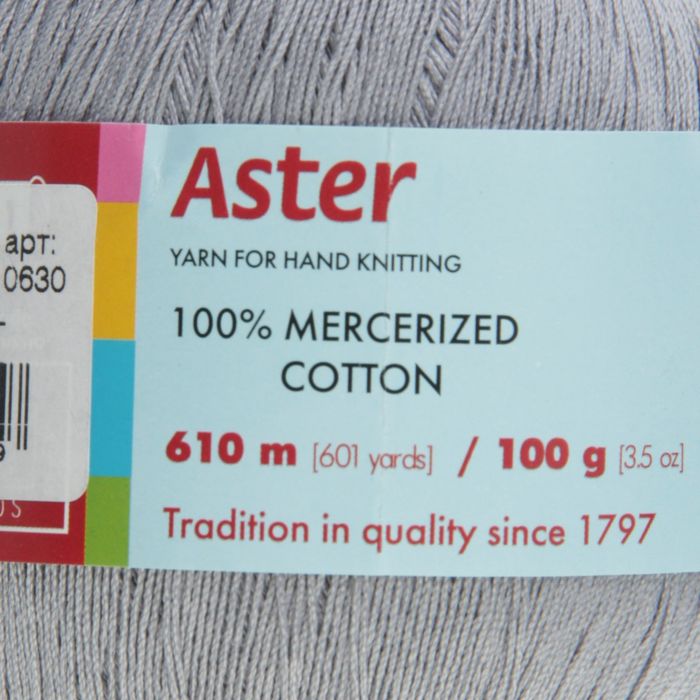 Aster
YARN FOR HAND KNITTING
100% MERCERIZED
COTTON
610 m [601 yards] / 100 g [3.5 oz]
Tradition in quality since 1797
арт:
0630